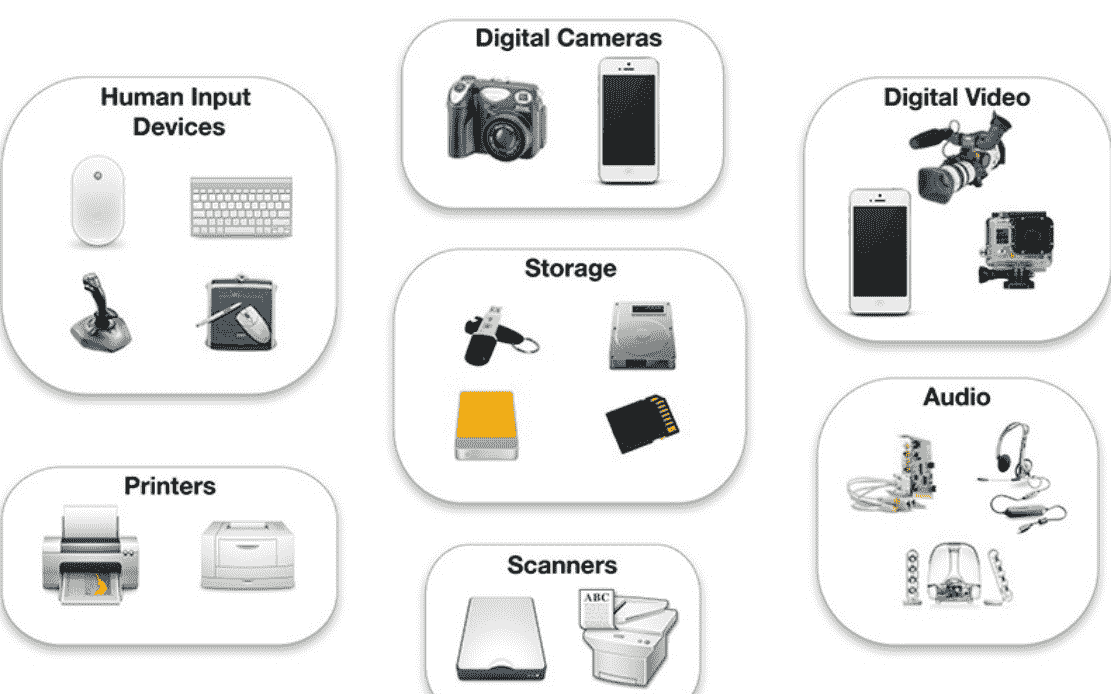 Digital Cameras
Human Input
Devices
Digital Video
Storage
Audio
Printers
Scanners
ABC